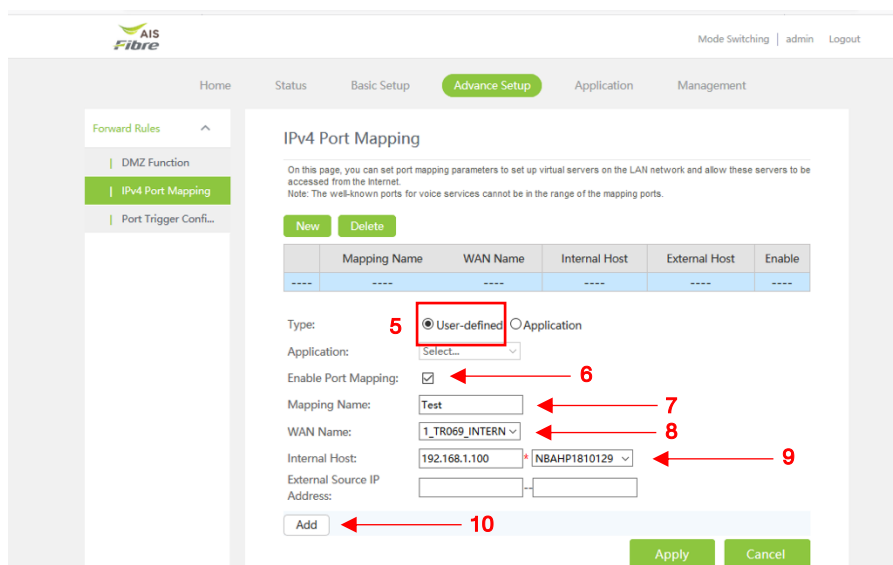 AIS
Fibre
Mode Switching | admin Logout
Home Status Basic Setup Advance Setup Application Management
Forward Rules
DMZ Function
IPv4 Port Mapping
Port Trigger Confi...
IPv4 Port Mapping
On this page, you can set port mapping parameters to set up virtual servers on the LAN network and allow these servers to be
accessed from the Internet.
Note: The well-known ports for voice services cannot be in the range of the mapping ports.
New Delete
Mapping Name WAN Name Internal Host External Host Enable
---- ---- ---- ---- ---- ----
Type: 5 User-defined Application
Application: Select...
Enable Port Mapping: 6
Mapping Name: Test 7
WAN Name: 1_TR069_INTERN 8
Internal Host: 192.168.1.100 * NBAHP1810129 9
External Source IP
Address: --
Add 10
Apply Cancel